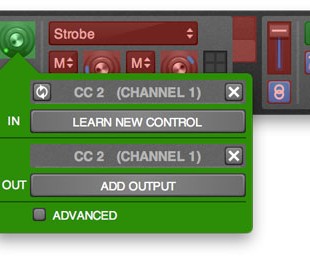 Strobe
M
M
CC 2 (CHANNEL 1)
IN
LEARN NEW CONTROL
CC 2 (CHANNEL 1)
OUT
ADD OUTPUT
ADVANCED